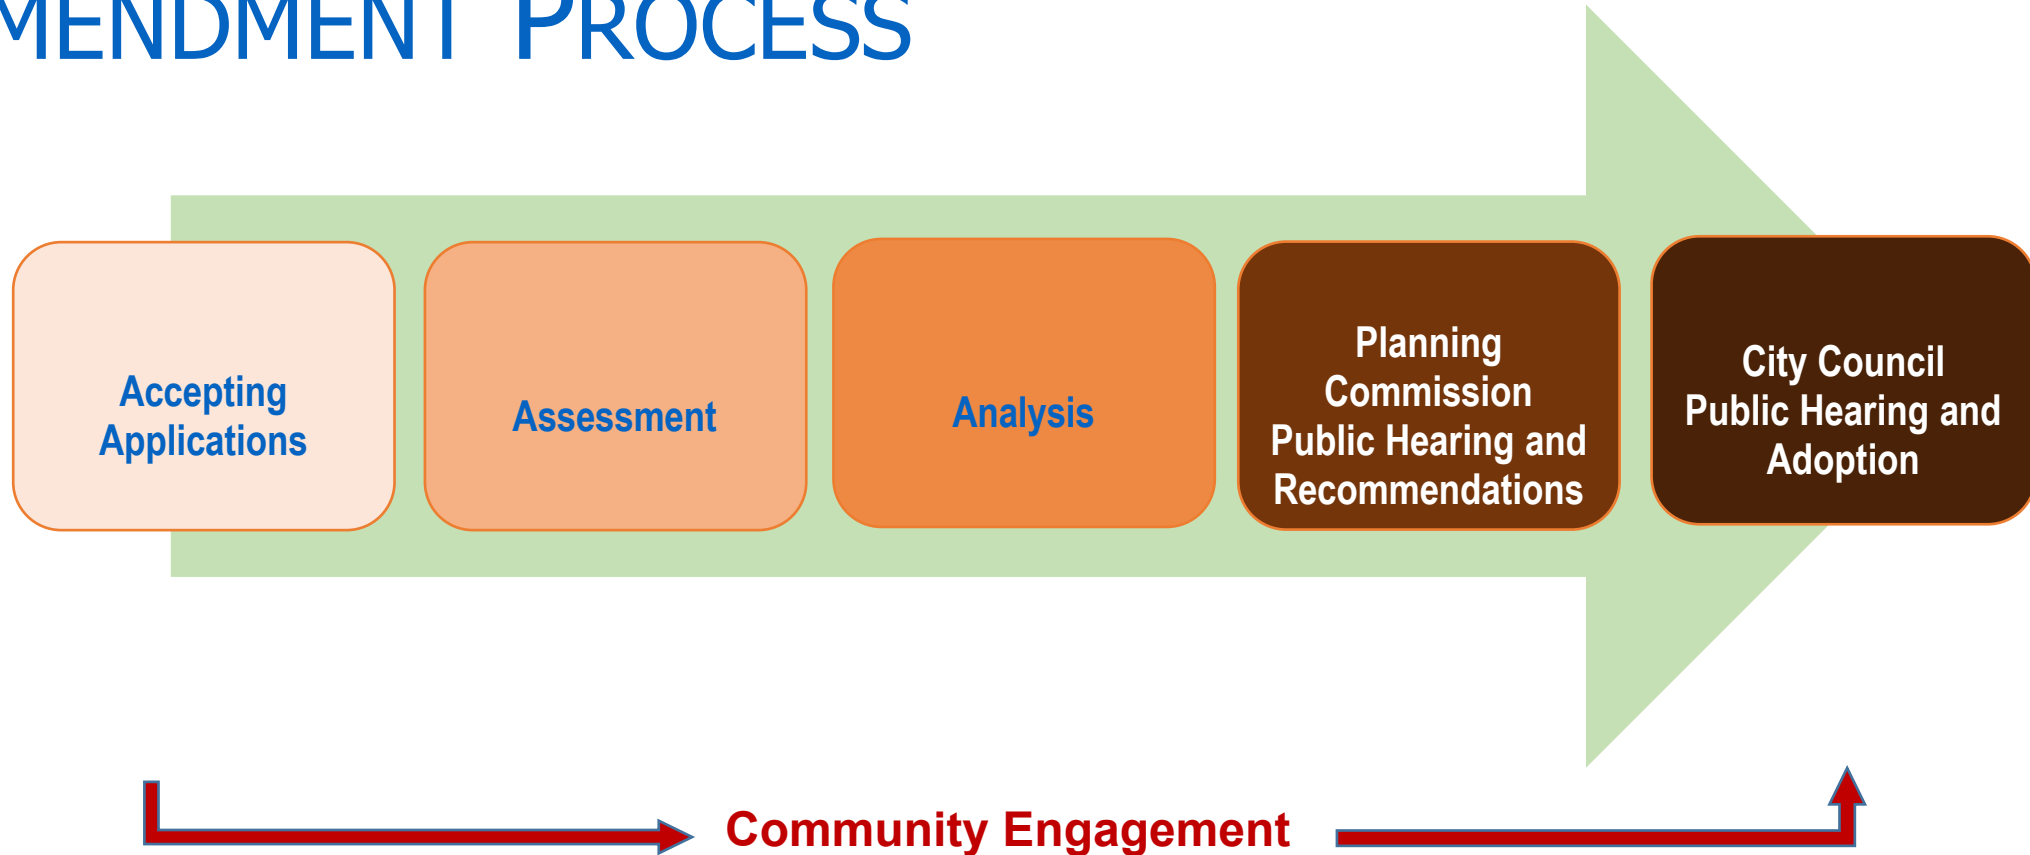 MENDMENT PROCESS
Accepting
Applications
Assessment
Analysis
Planning
Commission
Public Hearing and
Recommendations
City Council
Public Hearing and
Adoption
Community Engagement